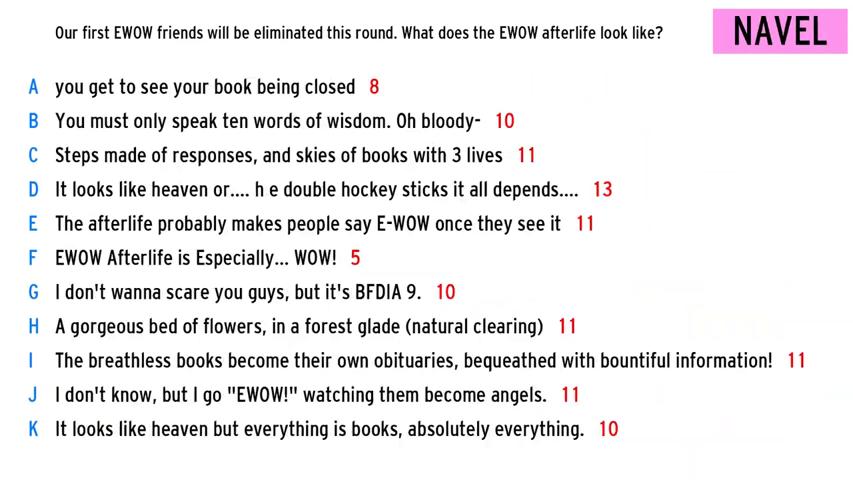 Our first EWOW friends will be eliminated this round. What does the EWOW afterlife look like?
NAVEL
A you get to see your book being closed 8
B You must only speak ten words of wisdom. Oh bloody- 10
C Steps made of responses, and skies of books with 3 lives 11
D It looks like heaven or.... h e double hockey sticks it all depends.... 13
E The afterlife probably makes people say E-WOW once they see it 11
F EWOW Afterlife is Especially... WOW! 5
G I don't wanna scare you guys, but it's BFDIA 9. 10
H A gorgeous bed of flowers, in a forest glade (natural clearing) 11
I The breathless books become their own obituaries, bequeathed with bountiful information! 11
J I don't know, but I go "EWOW!" watching them become angels. 11
K It looks like heaven but everything is books, absolutely everything. 10